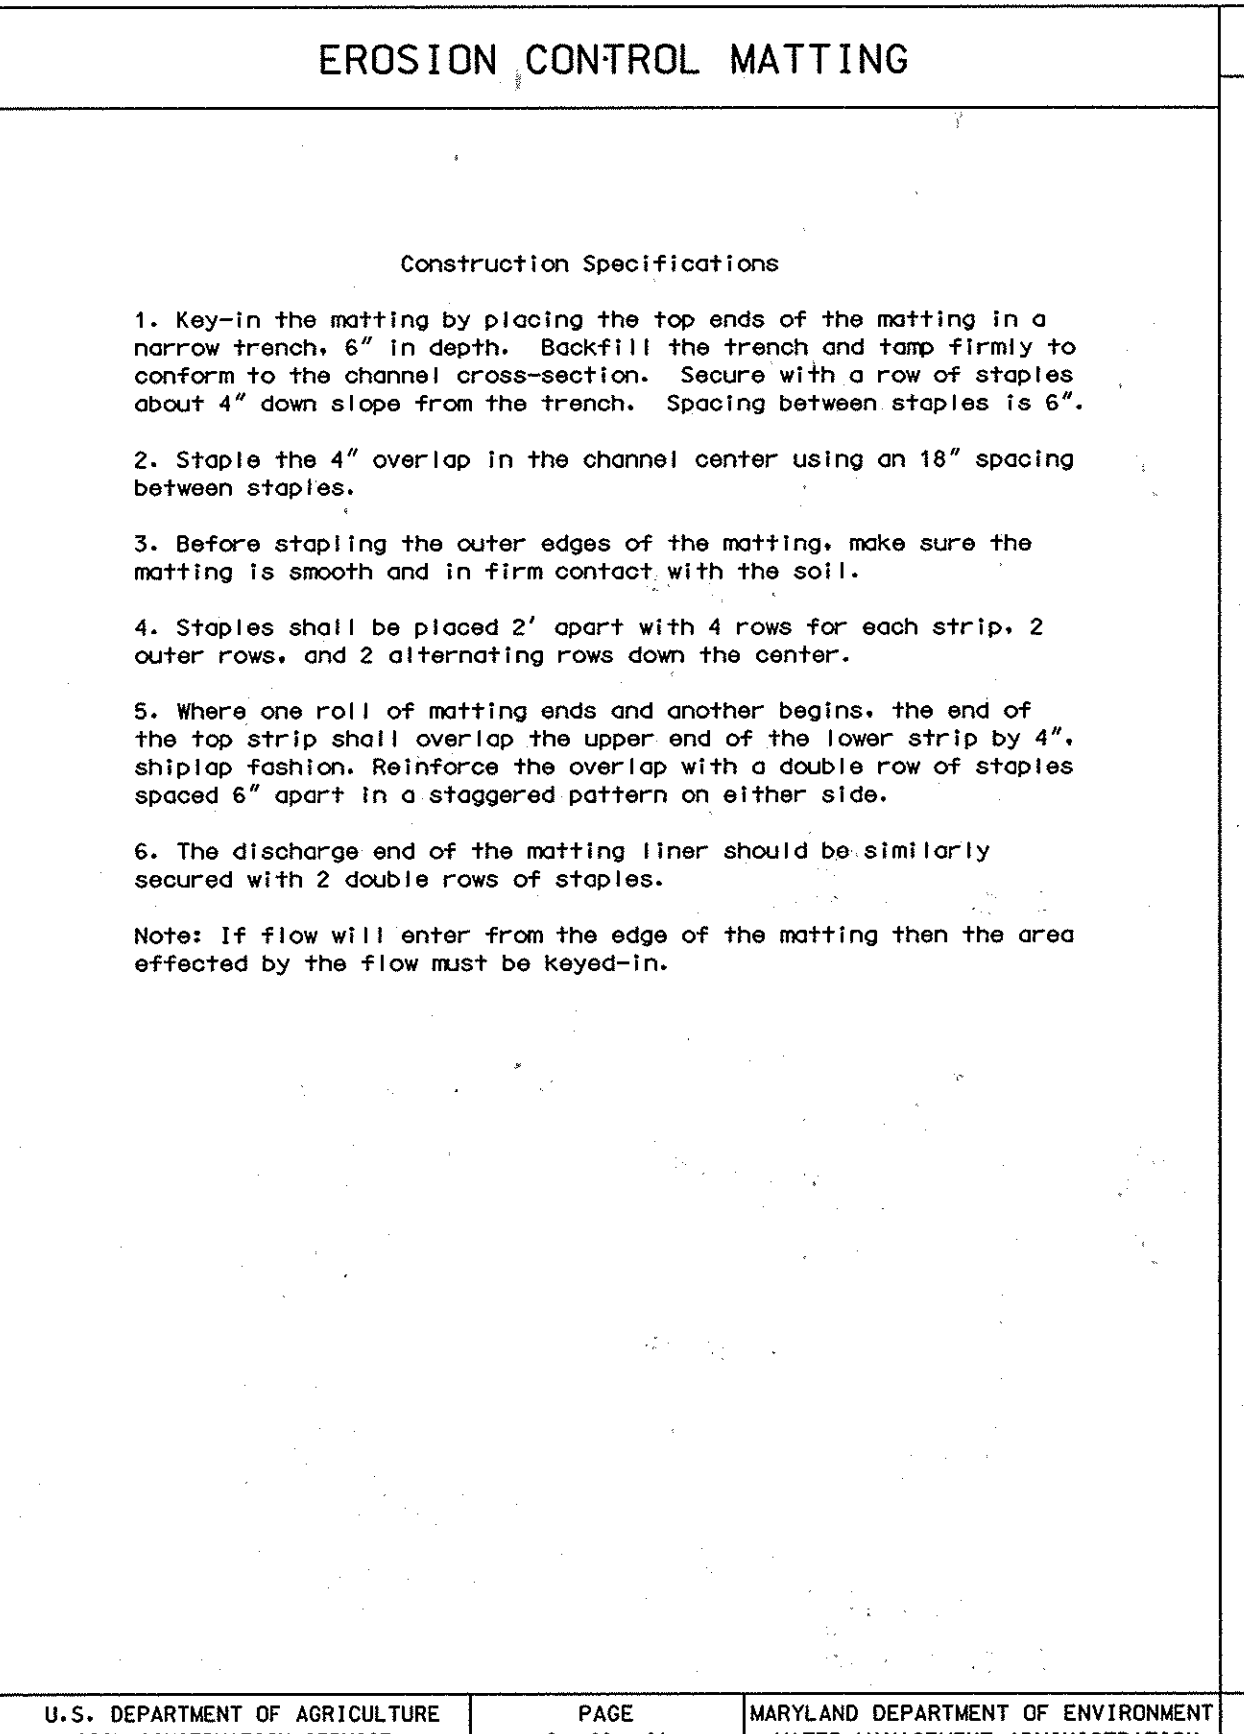 EROSION CONTROL MATTING
Construction Specifications
1. Key-in the matting by placing the top ends of the matting in a
narrow trench, 6" in depth. Backfill the trench and tamp firmly to
conform to the channel cross-section. Secure with a row of staples
about 4" down slope from the trench. Spacing between staples is 6".
2. Staple the 4" overlap in the channel center using an 18" spacing
between staples.
3. Before stapling the outer edges of the matting, make sure the
matting is smooth and in firm contact with the soil.
4. Staples shall be placed 2' apart with 4 rows for each strip, 2
outer rows, and 2 alternating rows down the center.
5. Where one roll of matting ends and another begins, the end of
the top strip shall overlap the upper end of the lower strip by 4",
shiplap fashion. Reinforce the overlap with a double row of staples
spaced 6" apart in a staggered pattern on either side.
6. The discharge end of the matting liner should be similarly
secured with 2 double rows of staples.
Note: If flow will enter from the edge of the matting then the area
effected by the flow must be keyed-in.
U.S. DEPARTMENT OF AGRICULTURE
PAGE
MARYLAND DEPARTMENT OF ENVIRONMENT